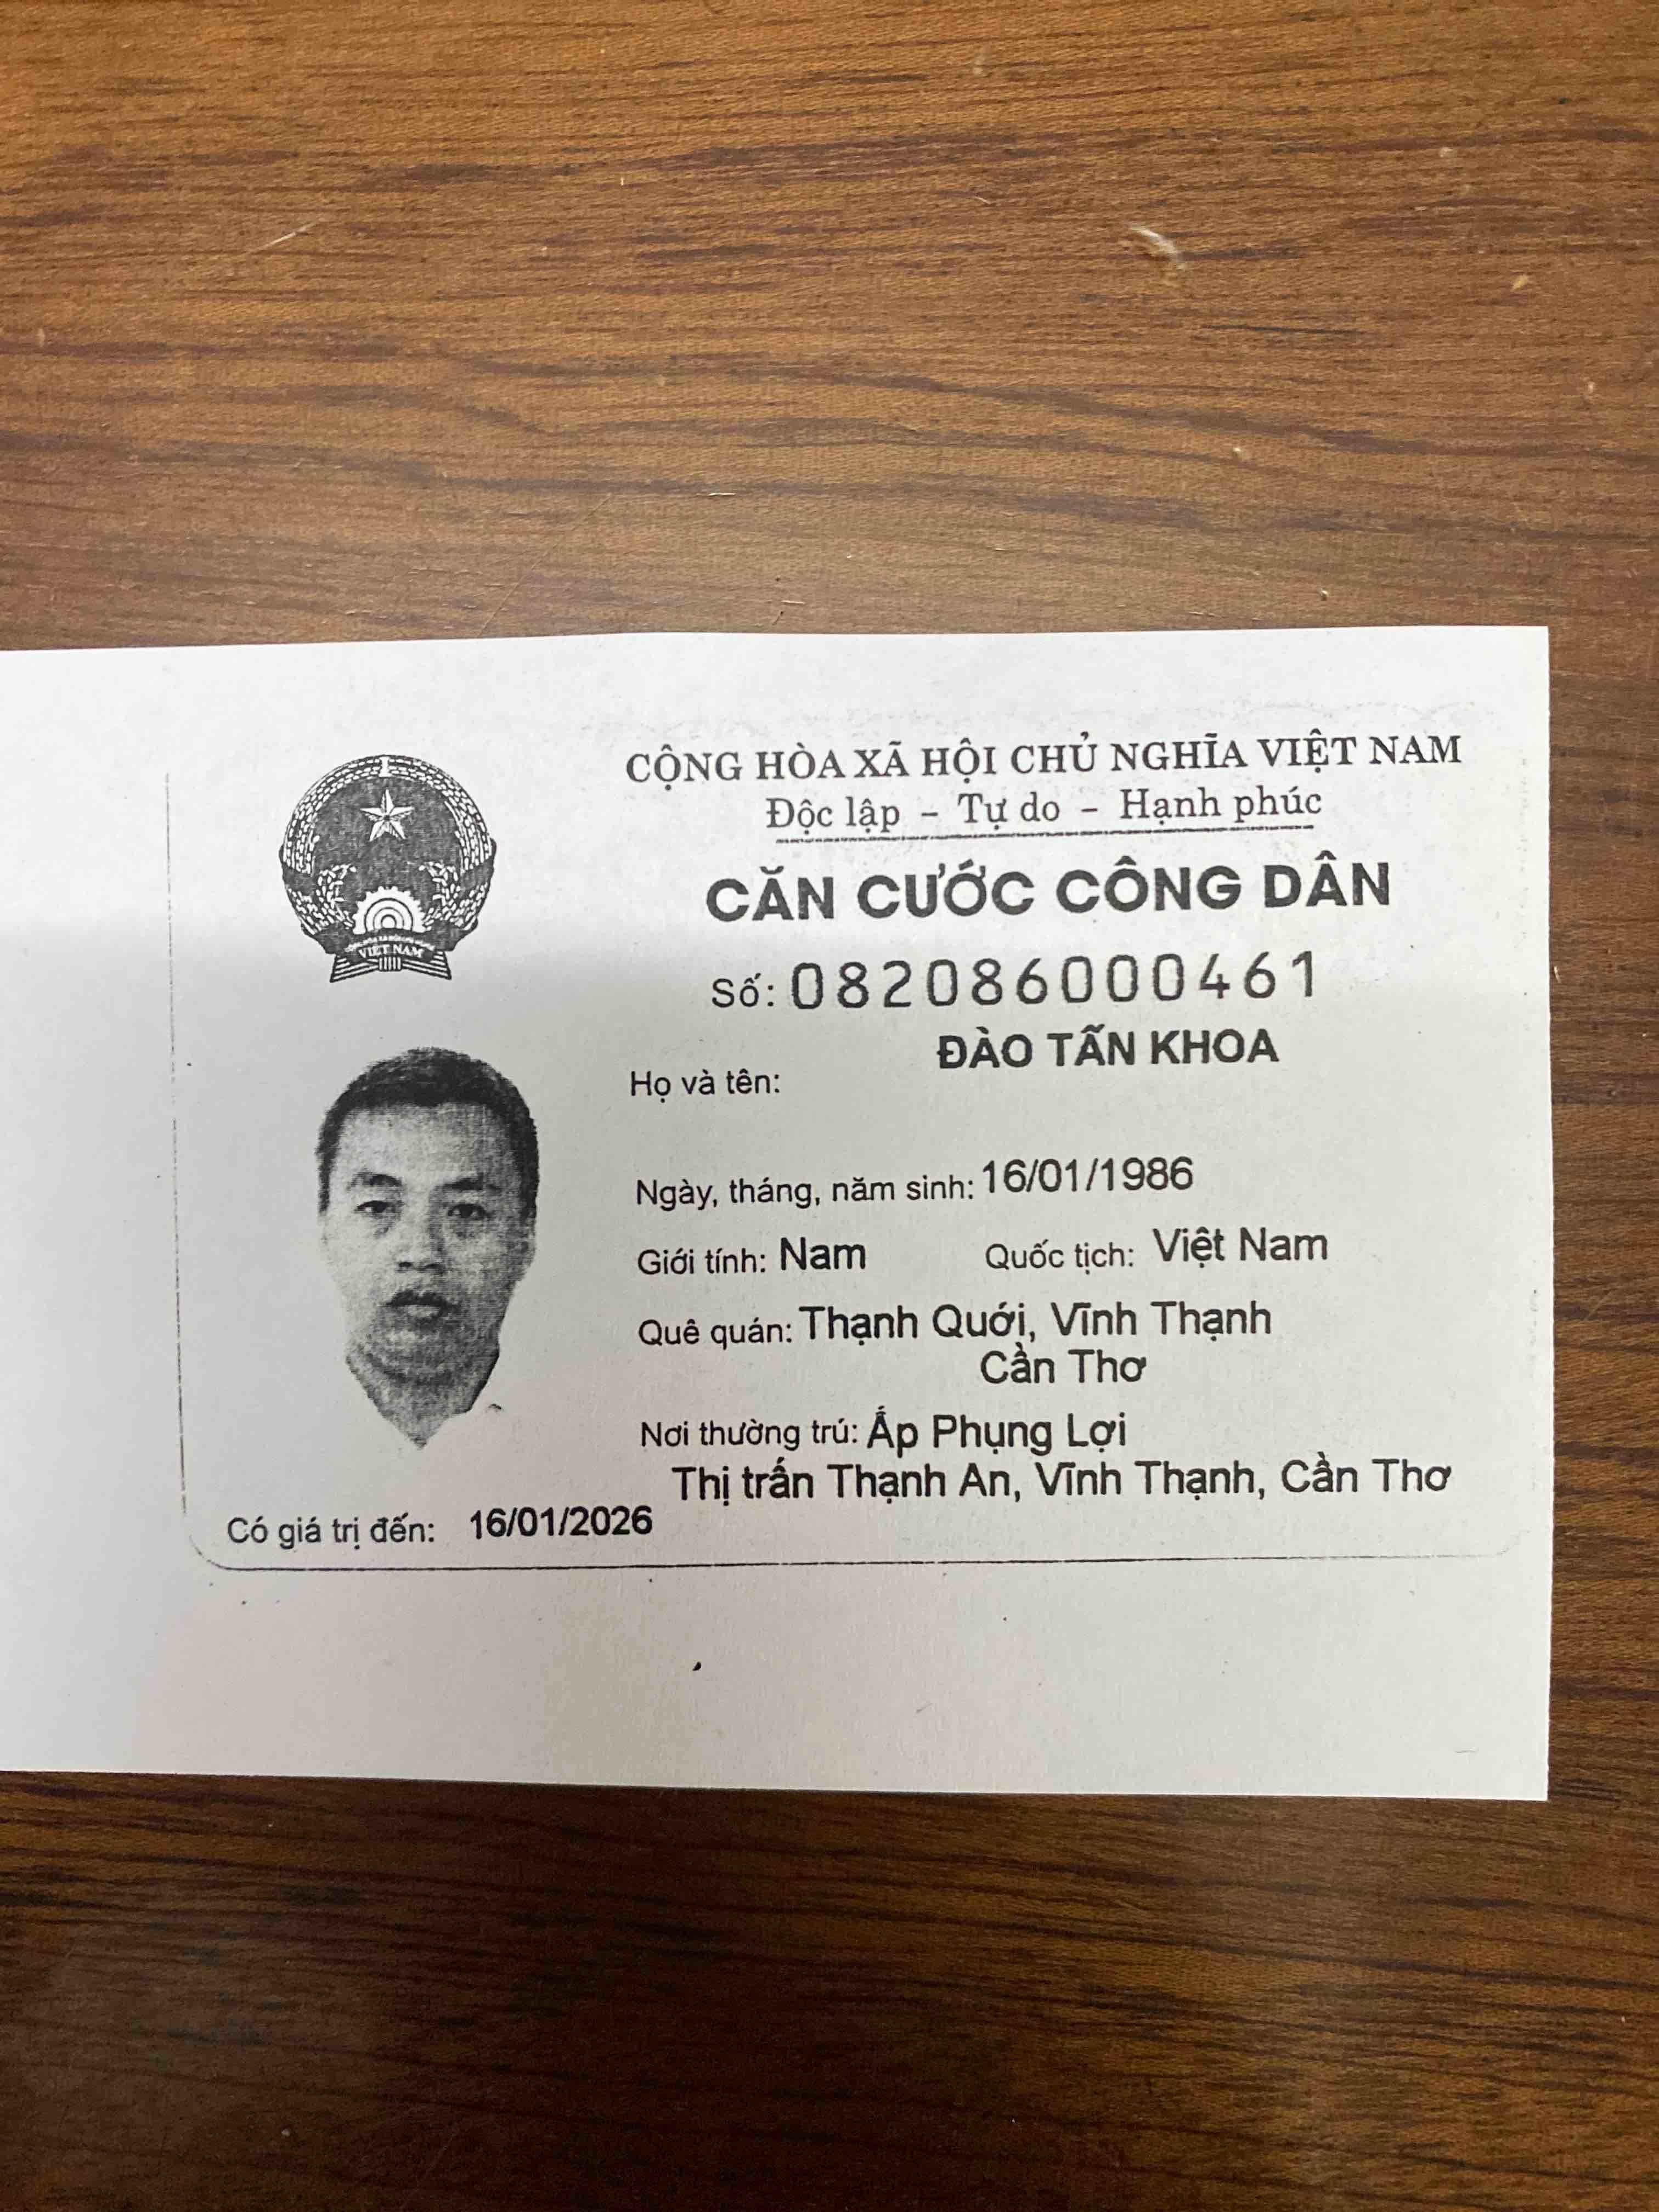 CỘNG HÒA XÃ HỘI CHỦ NGHĨA VIỆT NAM
Độc lập - Tự do - Hạnh phúc
CĂN CƯỚC CÔNG DÂN
Số: 082086000461
Họ và tên: ĐÀO TẤN KHOA
Ngày, tháng, năm sinh: 16/01/1986
Giới tính: Nam Quốc tịch: Việt Nam
Quê quán: Thạnh Quới, Vĩnh Thạnh
Cần Thơ
Nơi thường trú: Ấp Phụng Lợi
Thị trấn Thạnh An, Vĩnh Thạnh, Cần Thơ
Có giá trị đến: 16/01/2026
VIỆT NAM